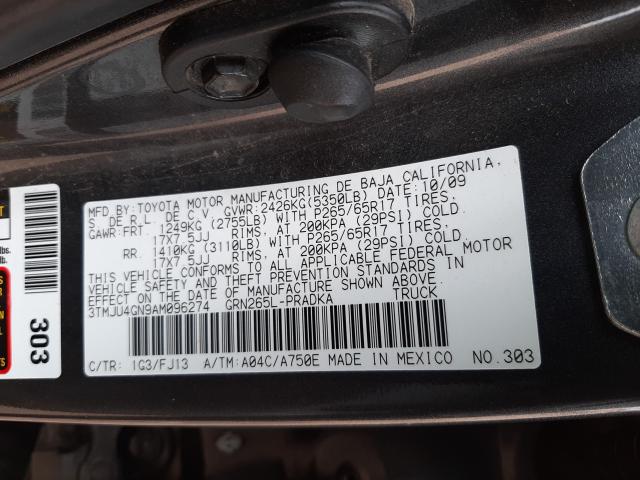 MFD.BY:TOYOTA MOTOR MANUFACTURING DE BAJA CALIFORNIA,
S DE R.L. DE C.V. GVWR:2426KG(5350LB) DATE:10/09
GAWR:FRT. 1249KG (2755LB) WITH P265/65R17 TIRES,
17X7.5JJ RIMS, AT 200KPA (29PSI) COLD.
RR. 1410KG (3110LB) WITH P265/65R17 TIRES,
17X7.5JJ RIMS, AT 200KPA (29PSI) COLD.
THIS VEHICLE CONFORMS TO ALL APPLICABLE FEDERAL MOTOR
VEHICLE SAFETY AND THEFT PREVENTION STANDARDS IN
EFFECT ON THE DATE OF MANUFACTURE SHOWN ABOVE.
3TMJU4GN9AM096274 GRN265L-PRADKA TRUCK
C/TR: 1G3/FJ13 A/TM:A04C/A750E MADE IN MEXICO NO.303
303
lbs.